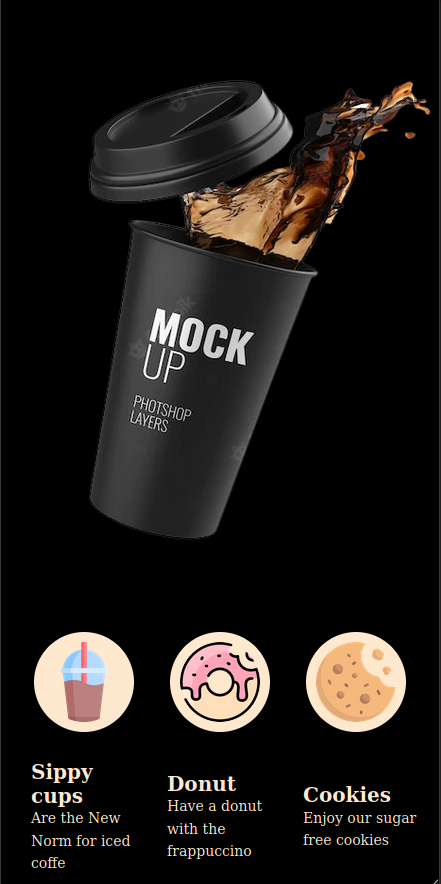 MOCK
UP
PHOTSHOP
LAYERS
Sippy
cups
Are the New
Norm for iced
coffe
Donut
Have a donut
with the
frappuccino
Cookies
Enjoy our sugar
free cookies